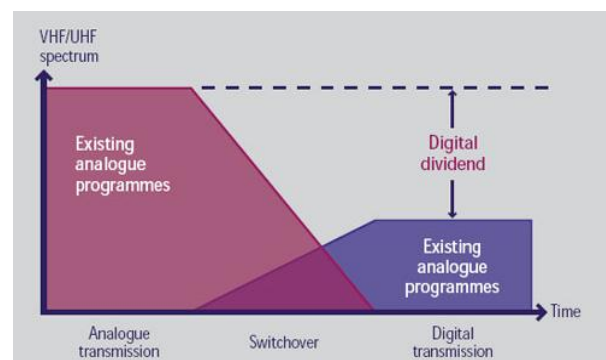 VHF/UHF
spectrum
Existing
analogue
programmes
Digital
dividend
Existing
analogue
programmes
Time
Analogue
transmission
Switchover
Digital
transmission